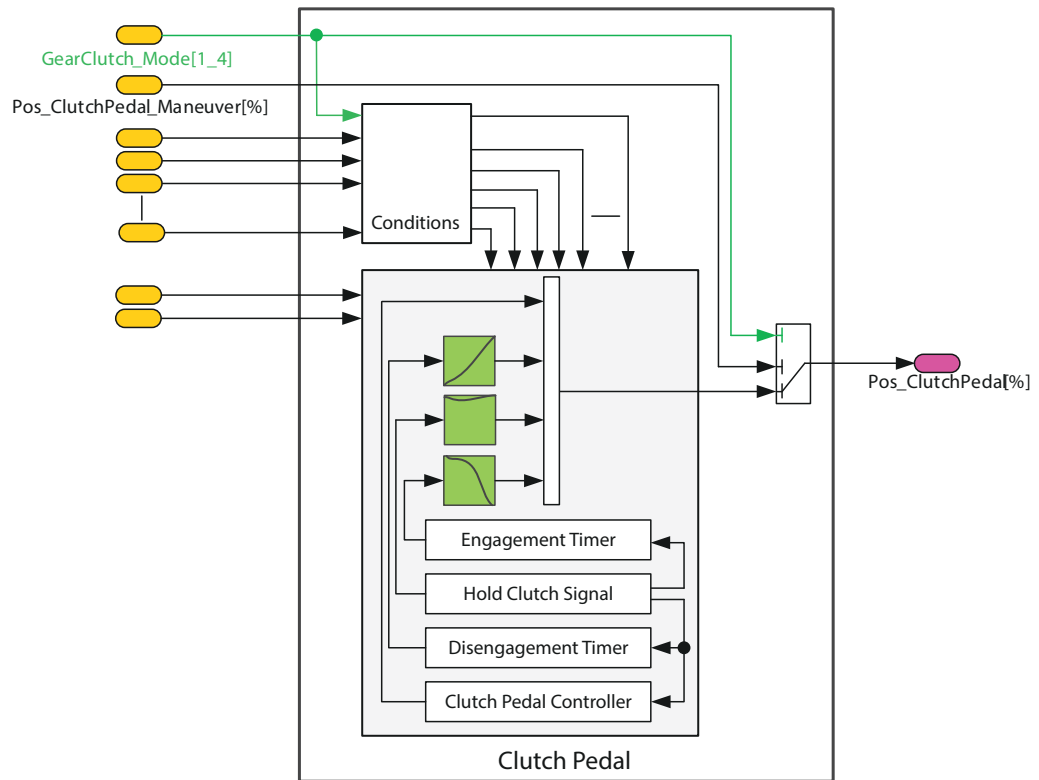 GearClutch_Mode[1_4]
Pos_ClutchPedal_Maneuver[%]
Conditions
Pos_ClutchPedal[%]
Engagement Timer
Hold Clutch Signal
Disengagement Timer
Clutch Pedal Controller
Clutch Pedal